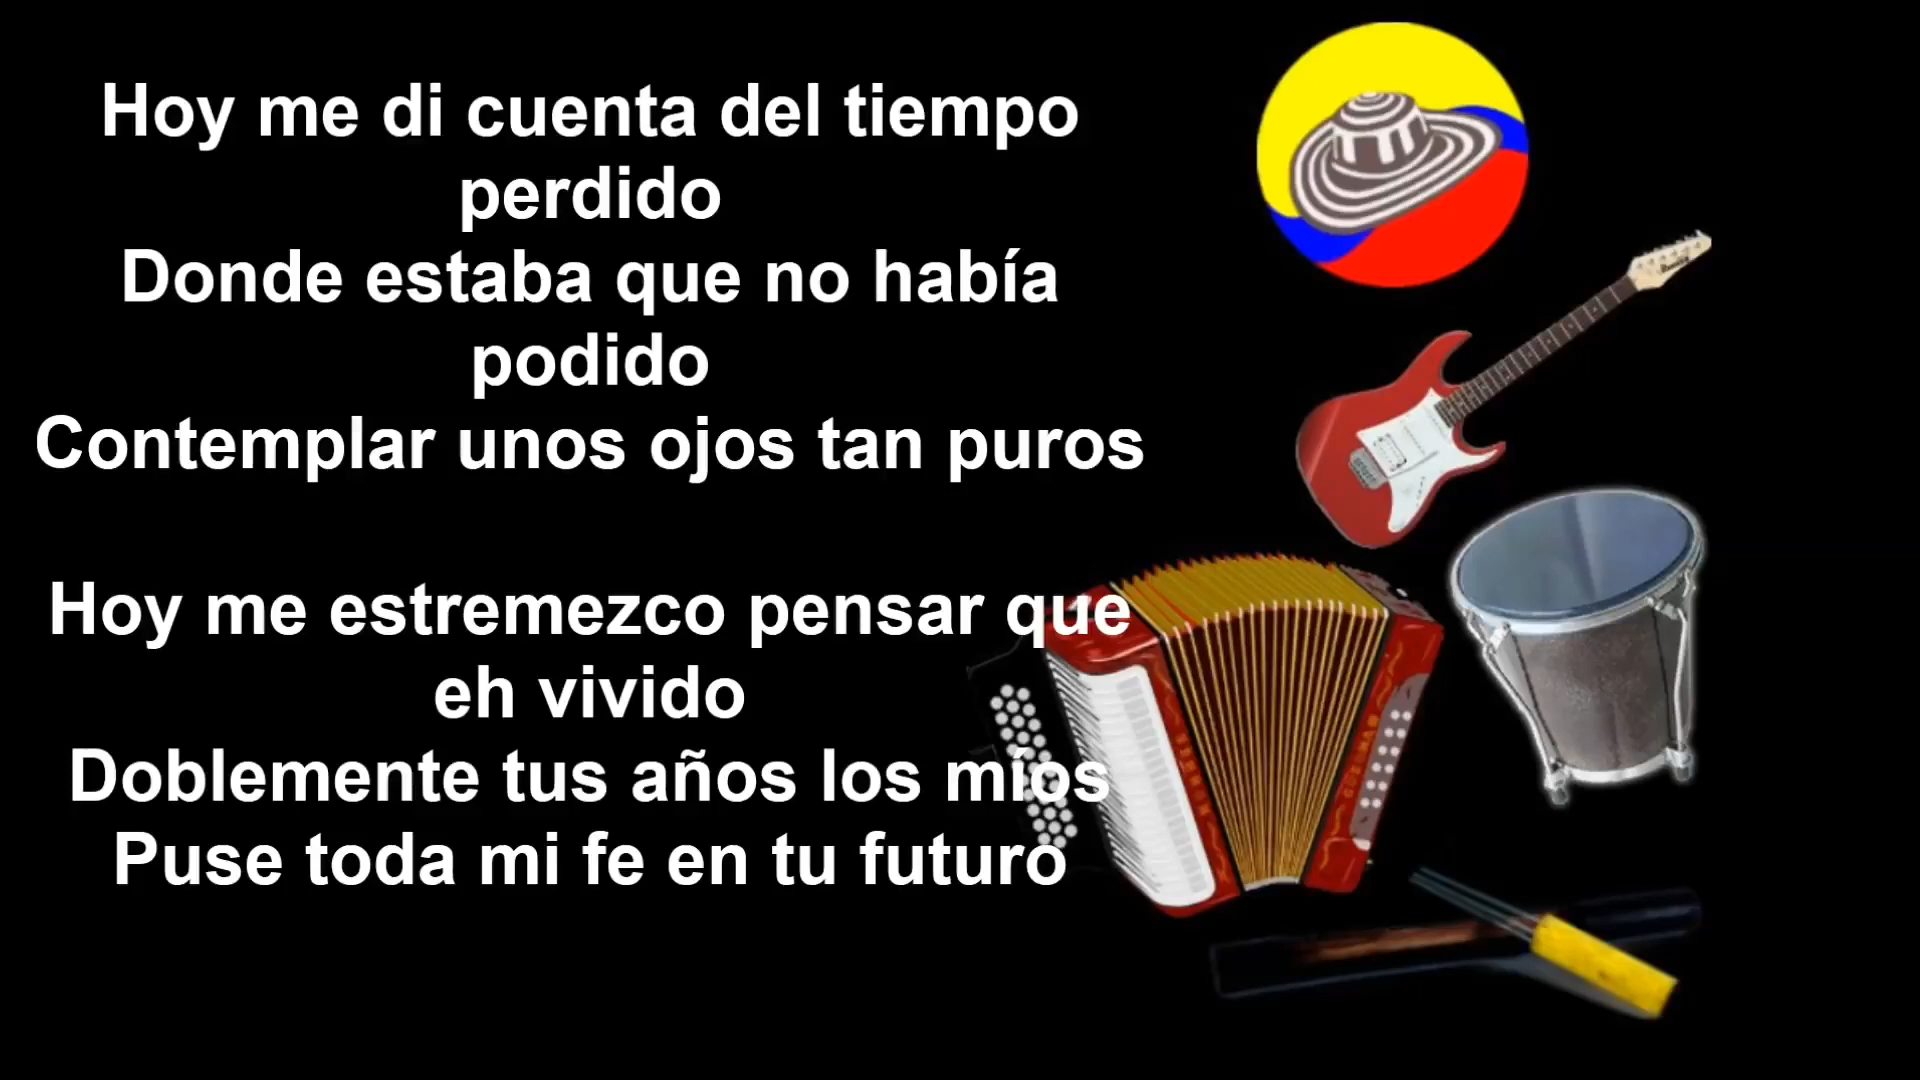 Hoy me di cuenta del tiempo
perdido
Donde estaba que no había
podido
Contemplar unos ojos tan puros
Hoy me estremezco pensar que
eh vivido
Doblemente tus años los míos
Puse toda mi fe en tu futuro